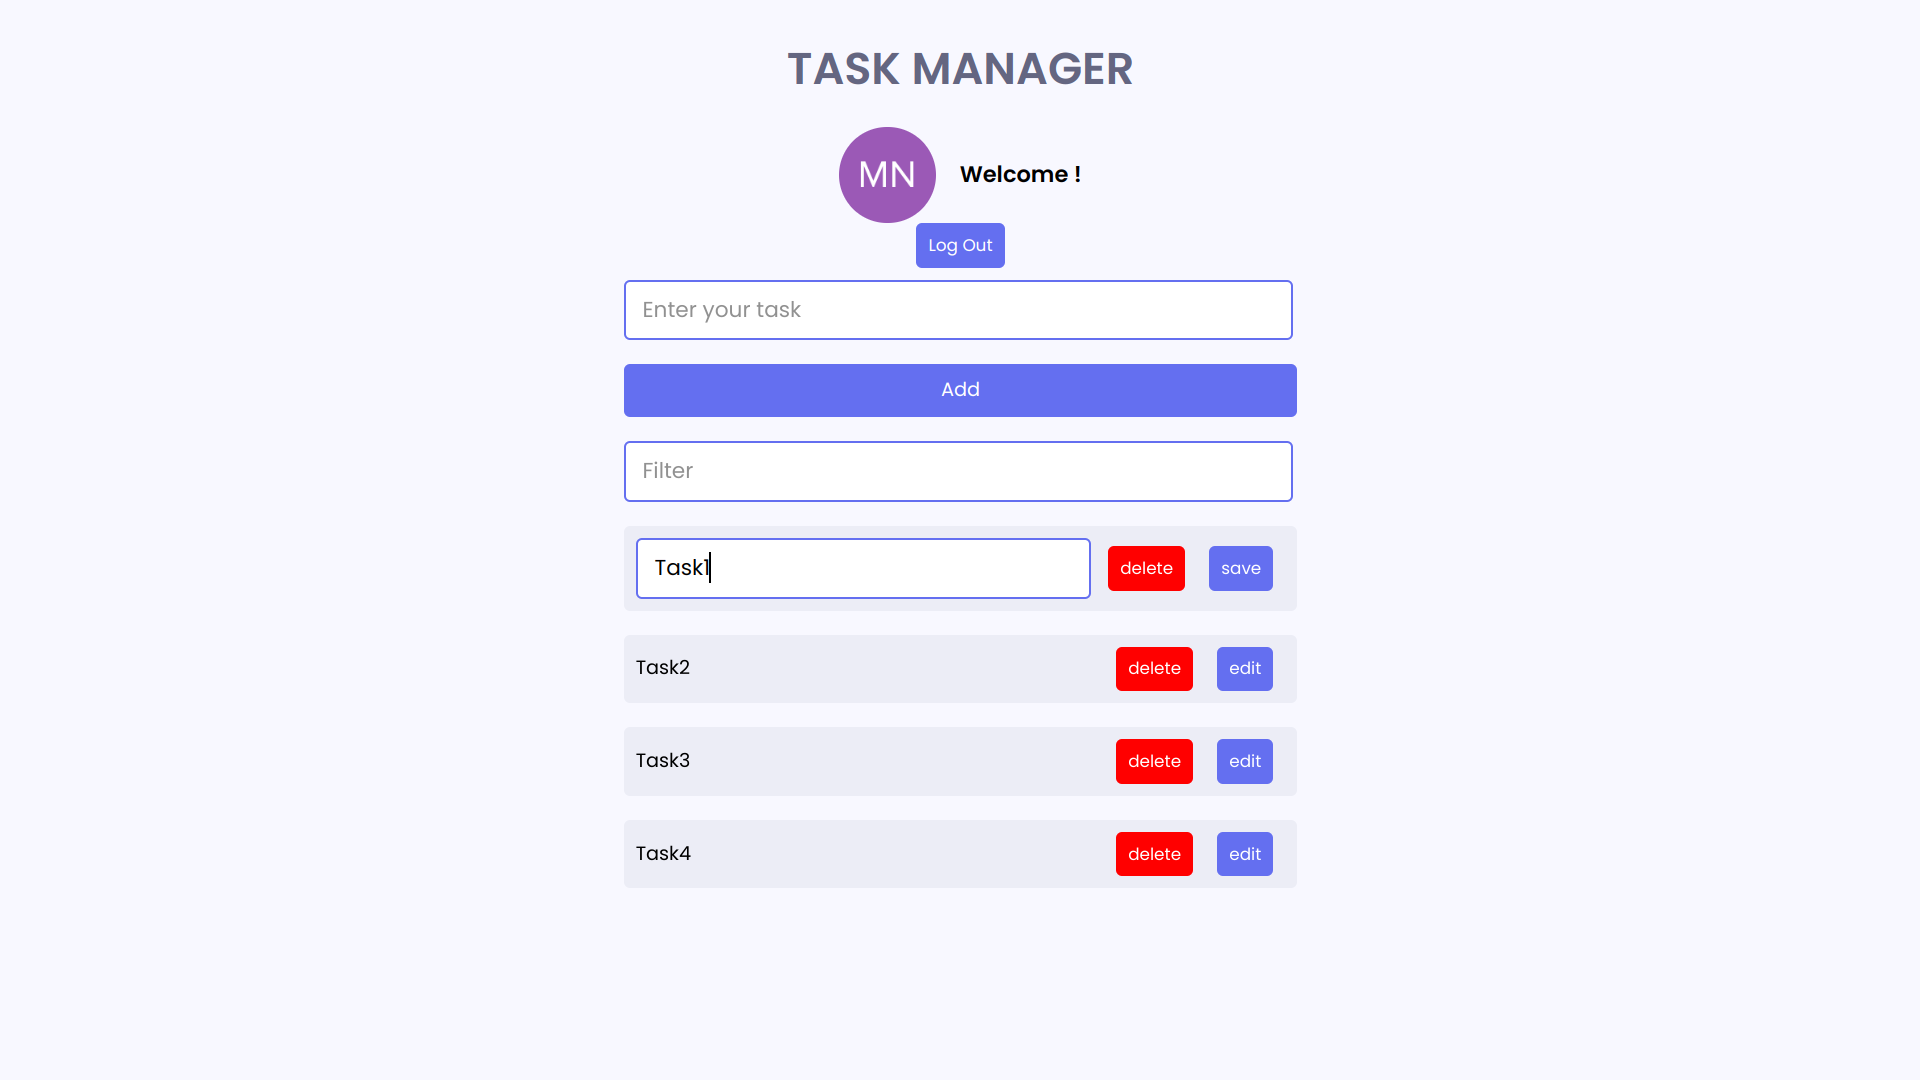 TASK MANAGER
MN
Welcome !
Log Out
Enter your task
Add
Filter
Task1 delete save
Task2 delete edit
Task3 delete edit
Task4 delete edit